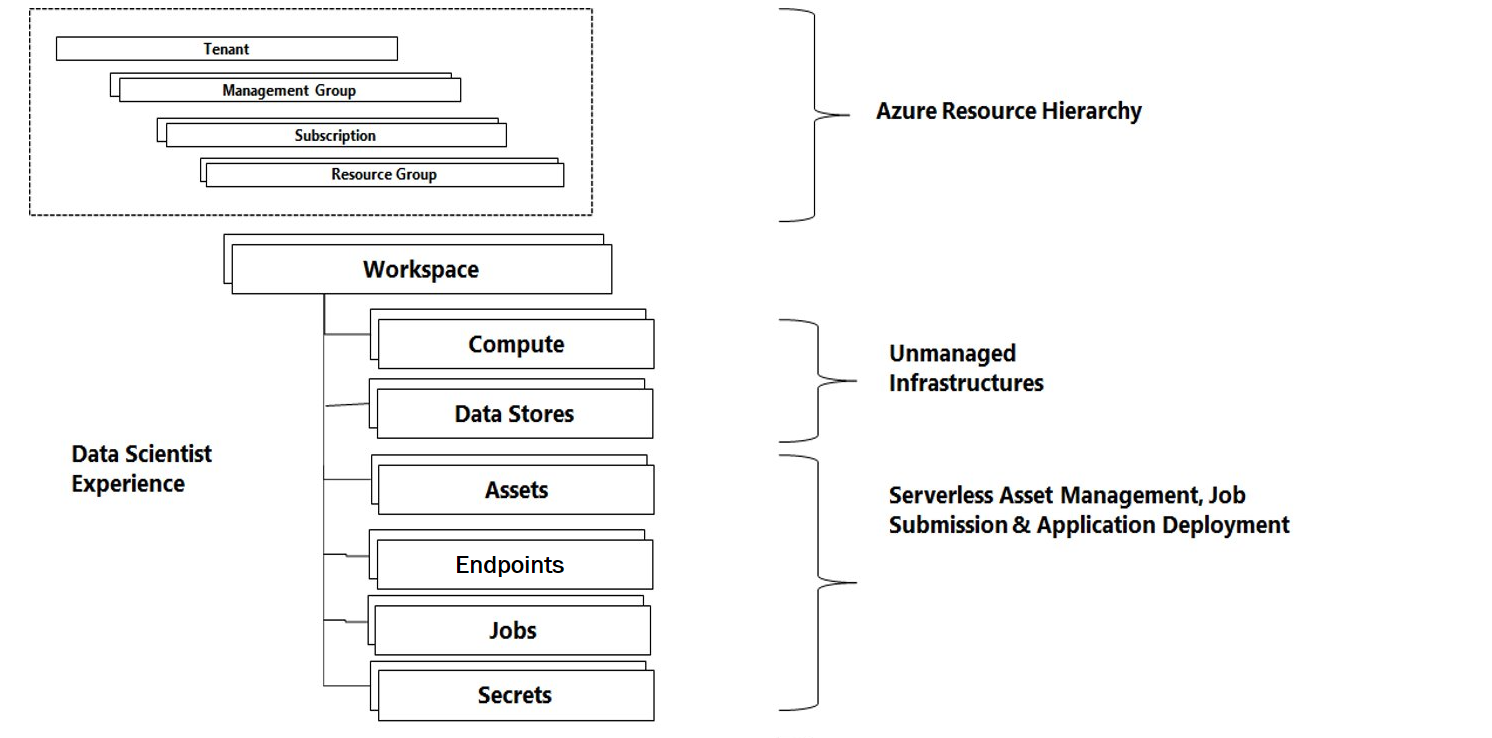 Tenant
Management Group
Subscription
Resource Group
Azure Resource Hierarchy
Workspace
Compute
Data Stores
Unmanaged
Infrastructures
Data Scientist
Experience
Assets
Endpoints
Jobs
Secrets
Serverless Asset Management, Job
Submission & Application Deployment